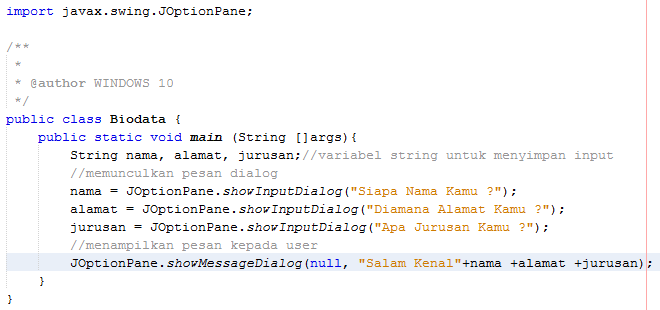 import javax.swing.JOptionPane;
/**
 *
 * @author WINDOWS 10
 */
public class Biodata {
    public static void main (String []args){
        String nama, alamat, jurusan;//variabel string untuk menyimpan input
        //memunculkan pesan dialog
        nama = JOptionPane.showInputDialog("Siapa Nama Kamu ?");
        alamat = JOptionPane.showInputDialog("Diamana Alamat Kamu ?");
        jurusan = JOptionPane.showInputDialog("Apa Jurusan Kamu ?");
        //menampilkan pesan kepada user
        JOptionPane.showMessageDialog(null, "Salam Kenal"+nama +alamat +jurusan);
    }
}